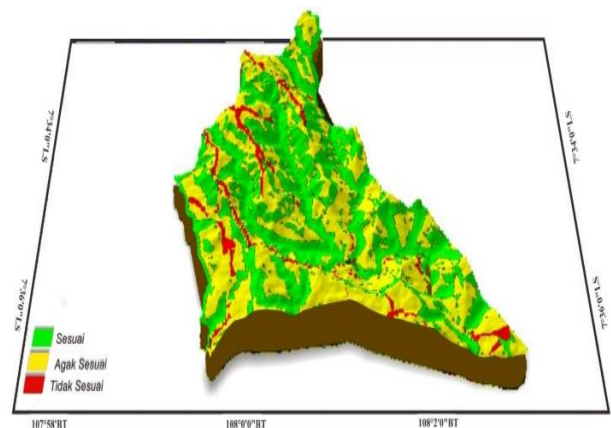 7°34'0"LS
7°34'0"LS
7°36'0"LS
7°36'0"LS
Sesuai
Agak Sesuai
Tidak Sesuai
107°58'BT
108°0'0"BT
108°2'0"BT